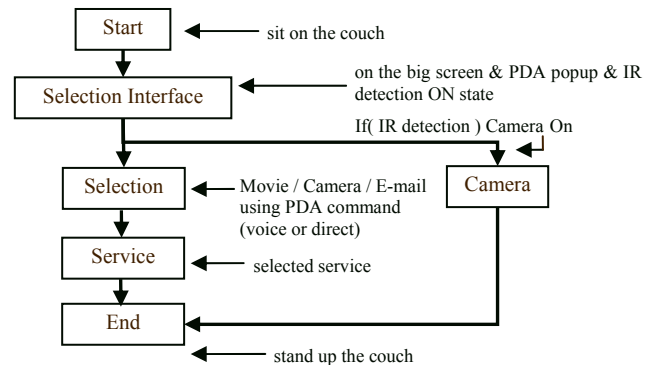 Start
sit on the couch
Selection Interface
on the big screen & PDA popup & IR
detection ON state
If( IR detection ) Camera On
Selection
Movie / Camera / E-mail
using PDA command
(voice or direct)
Camera
Service
selected service
End
stand up the couch